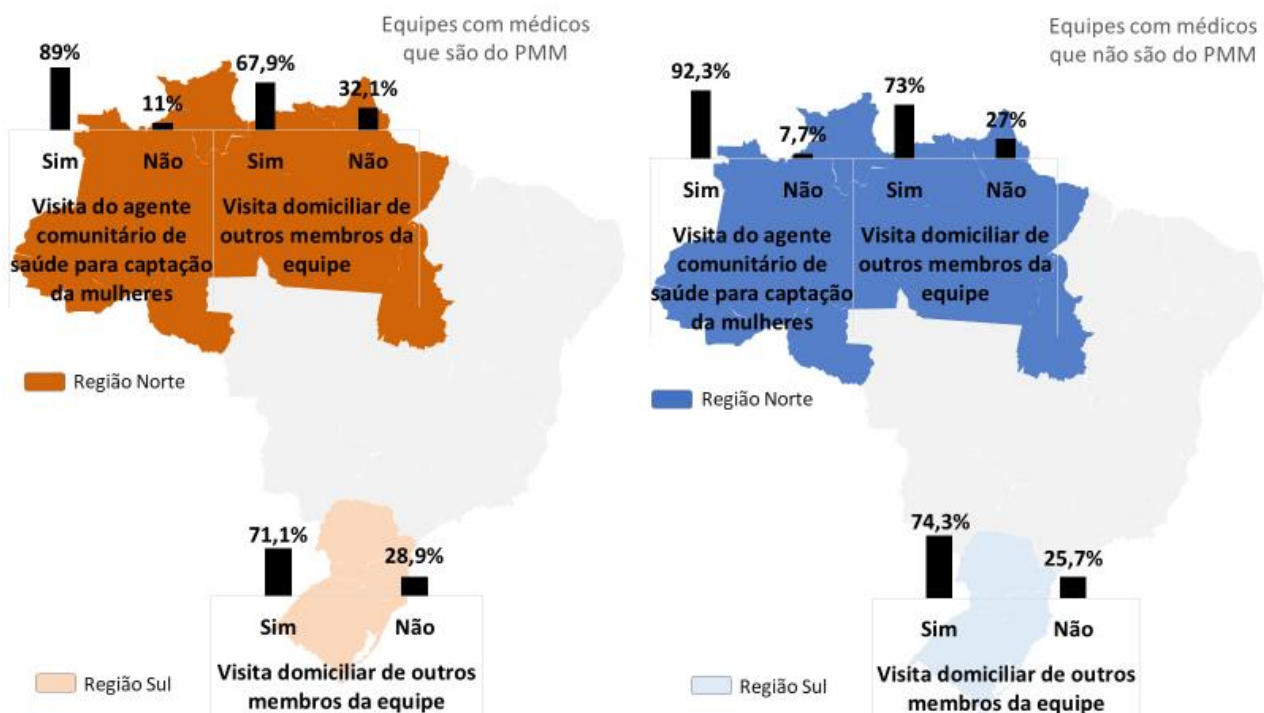 Equipes com médicos
que são do PMM
89%
11%
67,9%
32,1%
Sim
Não
Sim
Não
Visita do agente
comunitário de
saúde para captação
da mulheres
Visita domiciliar de
outros membros da
equipe
Região Norte
71,1%
28,9%
Sim
Não
Visita domiciliar de outros
membros da equipe
Região Sul
Equipes com médicos
que não são do PMM
92,3%
7,7%
73%
27%
Sim
Não
Sim
Não
Visita do agente
comunitário de
saúde para captação
da mulheres
Visita domiciliar de
outros membros da
equipe
Região Norte
74,3%
25,7%
Sim
Não
Visita domiciliar de outros
membros da equipe
Região Sul